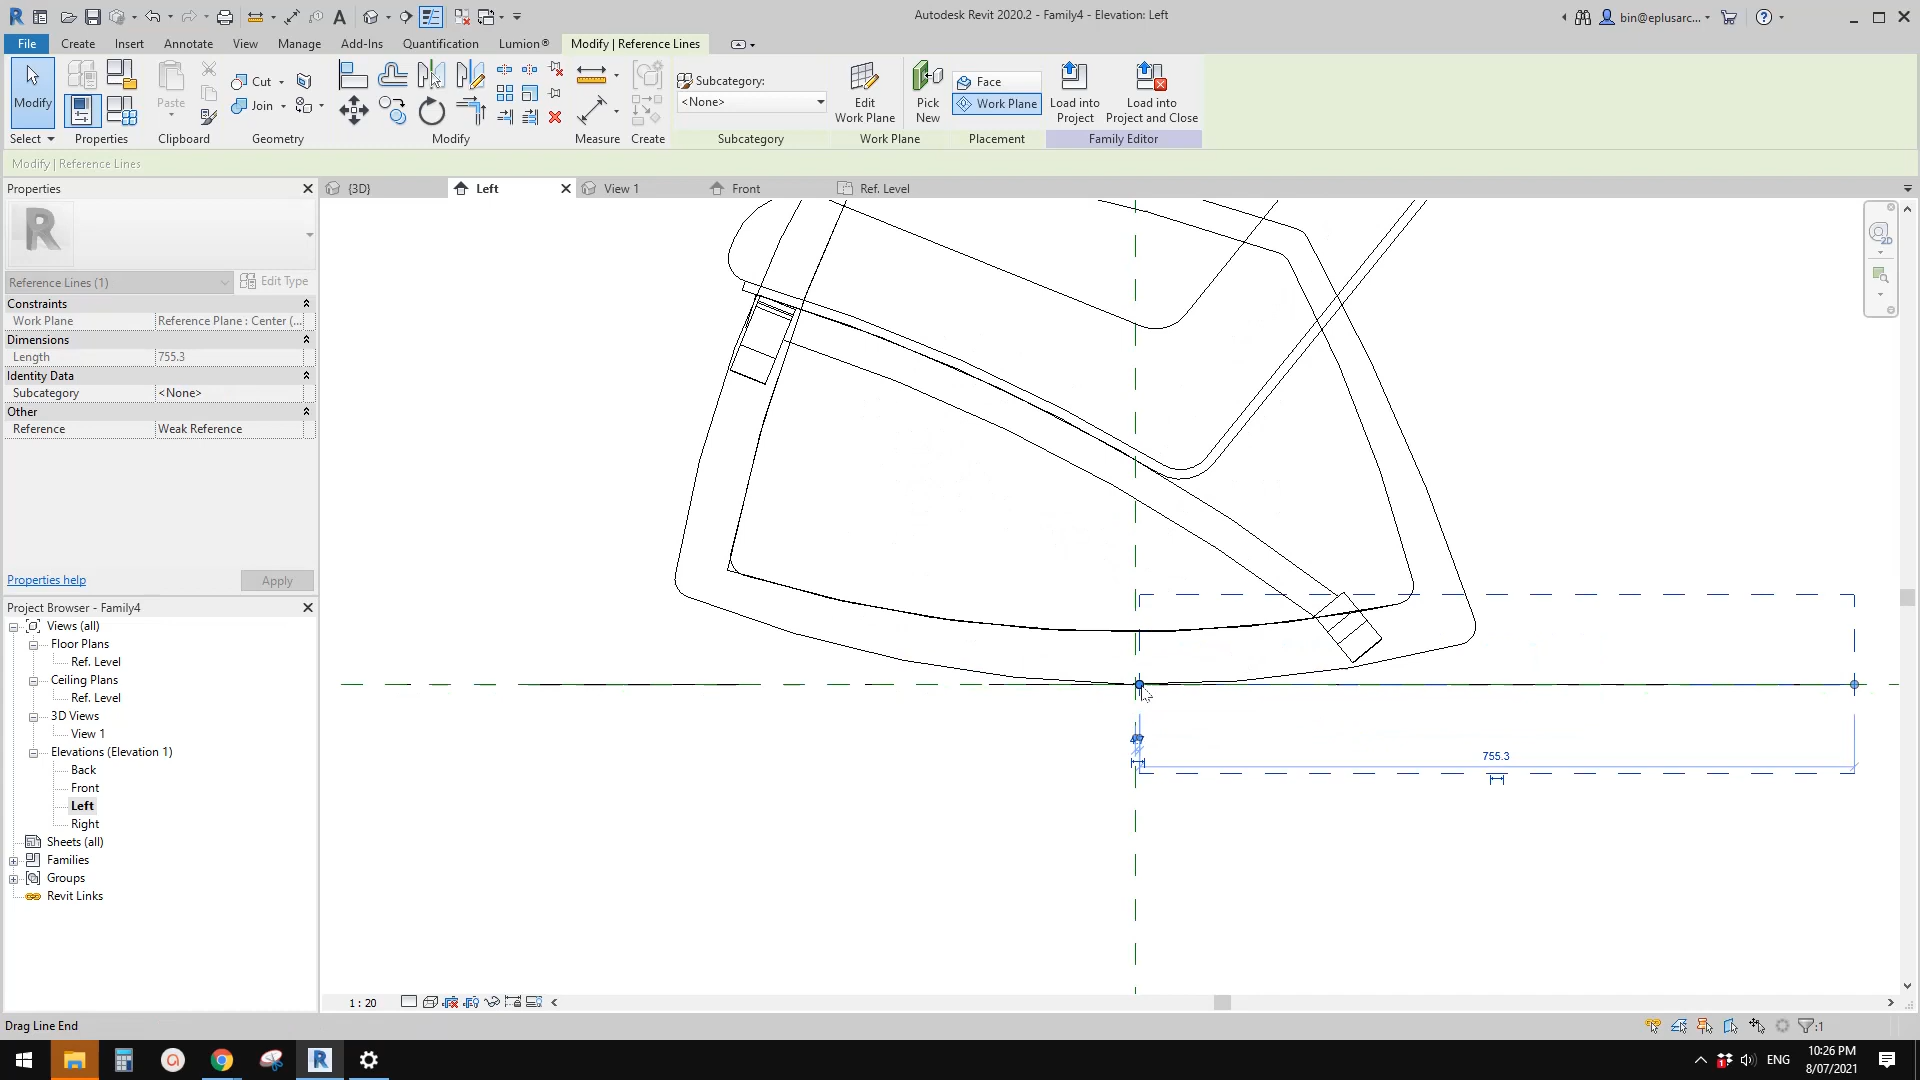 Autodesk Revit 2020.2 - Family4 - Elevation: Left
bin@eplusarc...
File Create Insert Annotate View Manage Add-Ins Quantification Lumion® Modify | Reference Lines
Modify Paste Cut Join Subcategory: <None> Edit Work Plane Pick New Face Work Plane Load into Project Load into Project and Close
Select Properties Clipboard Geometry Modify Measure Create Subcategory Work Plane Placement Family Editor
Modify | Reference Lines
Properties
{3D} Left View 1 Front Ref. Level
R
Reference Lines (1) Edit Type
Constraints
Work Plane Reference Plane : Center (...
Dimensions
Length 755.3
Identity Data
Subcategory <None>
Other
Reference Weak Reference
Properties help Apply
Project Browser - Family4
Views (all)
Floor Plans
Ref. Level
Ceiling Plans
Ref. Level
3D Views
View 1
Elevations (Elevation 1)
Back
Front
Left
Right
Sheets (all)
Families
Groups
Revit Links
755.3
2D
1 : 20
Drag Line End
:1
ENG
10:26 PM
8/07/2021